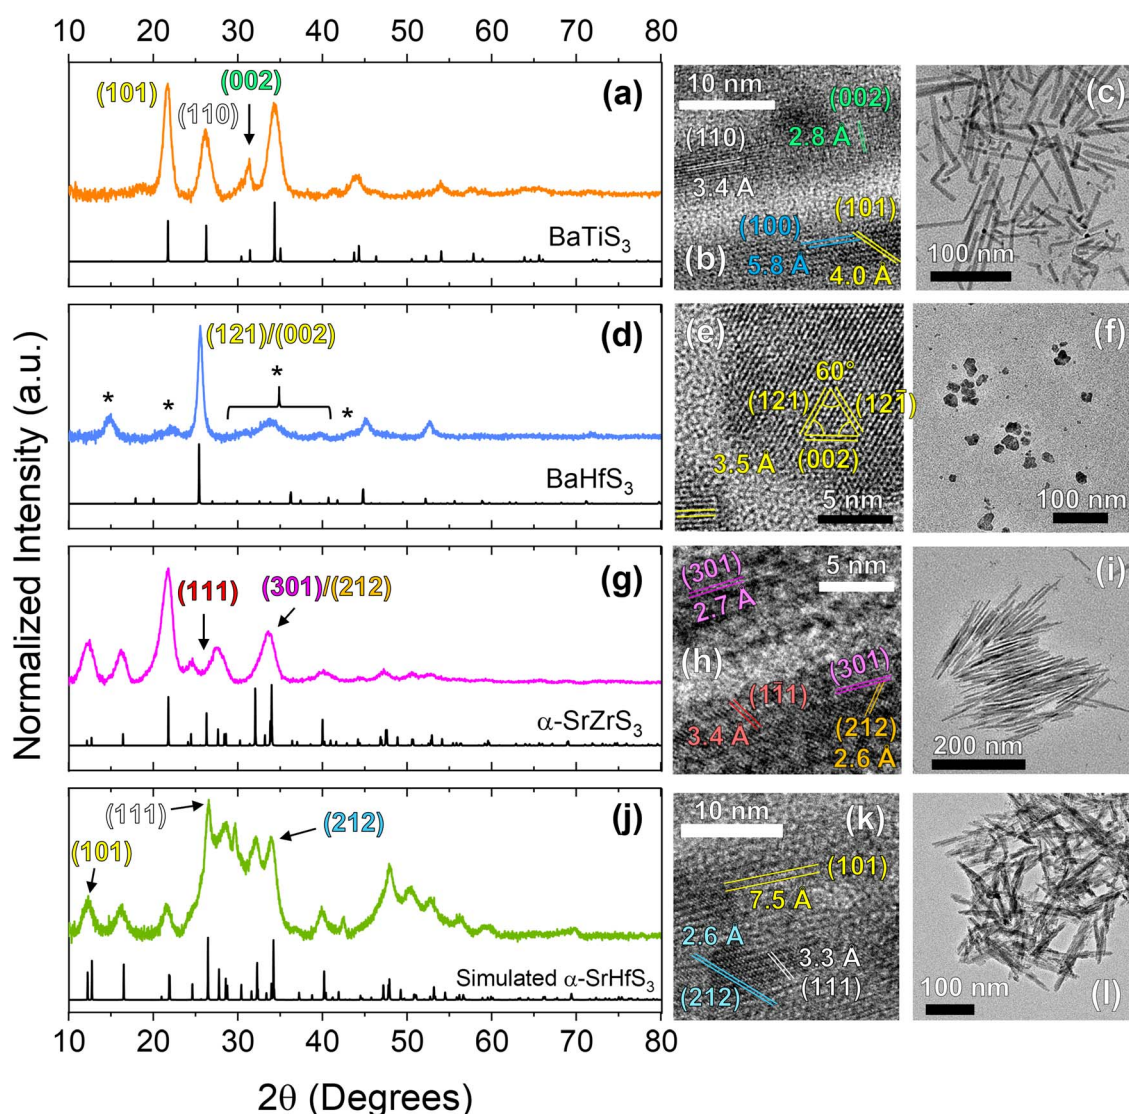 10 20 30 40 50 60 70 80
(101)
(110)
(002)
(a)
BaTiS3
10 nm
(002)
(110)
2.8 A
3.4 A
(101)
(100)
(b)
5.8 A
4.0 A
(c)
100 nm
(d)
(121)/(002)
*
*
*
*
BaHfS3
(e)
60°
(121)
(12̄1)
3.5 A
(002)
5 nm
(f)
100 nm
(g)
(111)
(301)/(212)
α-SrZrS3
(301)
5 nm
2.7 A
(h)
(301)
(11̄1)
3.4 A
(212)
2.6 A
(i)
200 nm
(j)
(111)
(212)
(101)
Simulated α-SrHfS3
10 nm
(k)
(101)
7.5 A
2.6 A
3.3 A
(212)
(111)
100 nm
(l)
10 20 30 40 50 60 70 80
2θ (Degrees)
Normalized Intensity (a.u.)